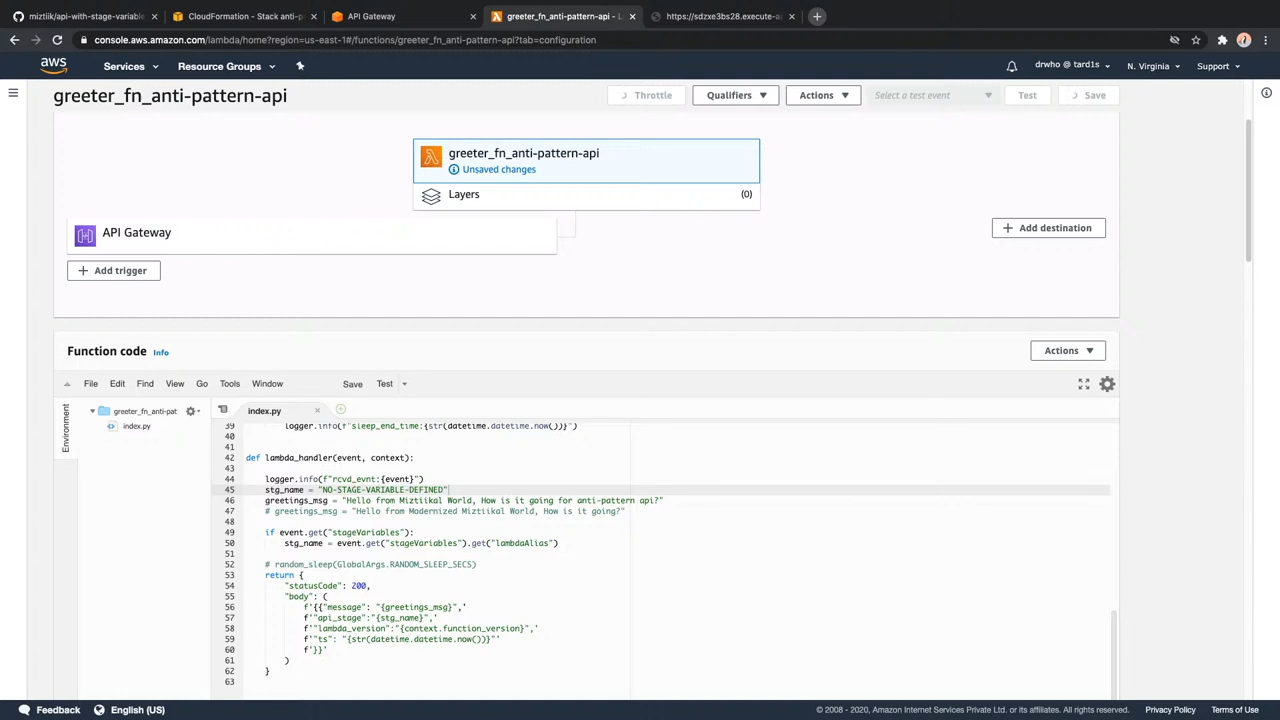 miztiik/api-with-stage-variable
CloudFormation - Stack anti-p
API Gateway
greeter_fn_anti-pattern-api - L
https://sdzxe3bs28.execute-a
console.aws.amazon.com/lambda/home?region=us-east-1#/functions/greeter_fn_anti-pattern-api?tab=configuration
aws
Services
Resource Groups
drwho @ tard1s
N. Virginia
Support
greeter_fn_anti-pattern-api
Throttle
Qualifiers
Actions
Select a test event
Test
Save
greeter_fn_anti-pattern-api
Unsaved changes
Layers
(0)
API Gateway
Add destination
Add trigger
Function code
Info
Actions
File
Edit
Find
View
Go
Tools
Window
Save
Test
Environment
greeter_fn_anti-pat
index.py
index.py
39 logger.info(f"sleep_end_time:{str(datetime.datetime.now())}")
40
41
42 def lambda_handler(event, context):
43
44 logger.info(f"rcvd_evnt:{event}")
45 stg_name = "NO-STAGE-VARIABLE-DEFINED"
46 greetings_msg = "Hello from Miztiikal World, How is it going for anti-pattern api?"
47 # greetings_msg = "Hello from Modernized Miztiikal World, How is it going?"
48
49 if event.get("stageVariables"):
50 stg_name = event.get("stageVariables").get("lambdaAlias")
51
52 # random_sleep(GlobalArgs.RANDOM_SLEEP_SECS)
53 return {
54 "statusCode": 200,
55 "body": (
56 f'{{"message": "{greetings_msg}",'
57 f'"api_stage":"{stg_name}",'
58 f'"lambda_version":"{context.function_version}",'
59 f'"ts": "{str(datetime.datetime.now())}"'
60 f'}}'
61 )
62 }
63
Feedback
English (US)
© 2008 - 2020, Amazon Internet Services Private Ltd. or its affiliates. All rights reserved.
Privacy Policy
Terms of Use